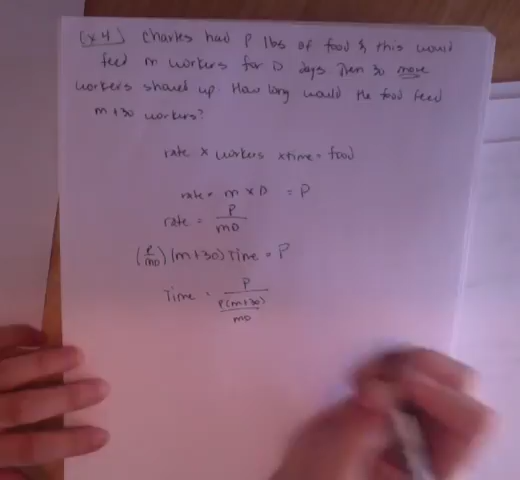 (x4) Charles had P lbs of food & this would
feed m workers for D days. Then 30 more
workers showed up. How long would the food feed
m+30 workers?
rate x workers x time = food
rate · m x D = P
rate = P/mD
(P/mD)(m+30) Time = P
Time = P/(P(m+30)/mD)